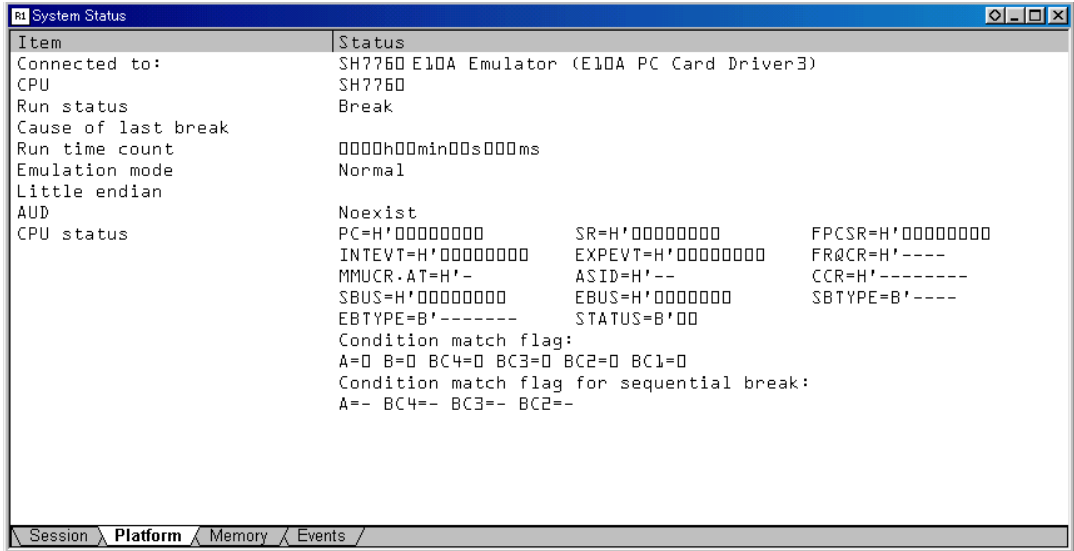 R1 System Status
Item Status
Connected to: SH7760 E10A Emulator (E10A PC Card Driver3)
CPU SH7760
Run status Break
Cause of last break
Run time count 0000h00min00s000ms
Emulation mode Normal
Little endian
AUD Noexist
CPU status PC=H'00000000 SR=H'00000000 FPCSR=H'00000000
INTEVT=H'00000000 EXPEVT=H'00000000 FRQCR=H'----
MMUCR.AT=H'- ASID=H'-- CCR=H'--------
SBUS=H'00000000 EBUS=H'0000000 SBTYPE=B'----
EBTYPE=B'------- STATUS=B'00
Condition match flag:
A=0 B=0 BC4=0 BC3=0 BC2=0 BC1=0
Condition match flag for sequential break:
A=- BC4=- BC3=- BC2=-
Session Platform Memory Events